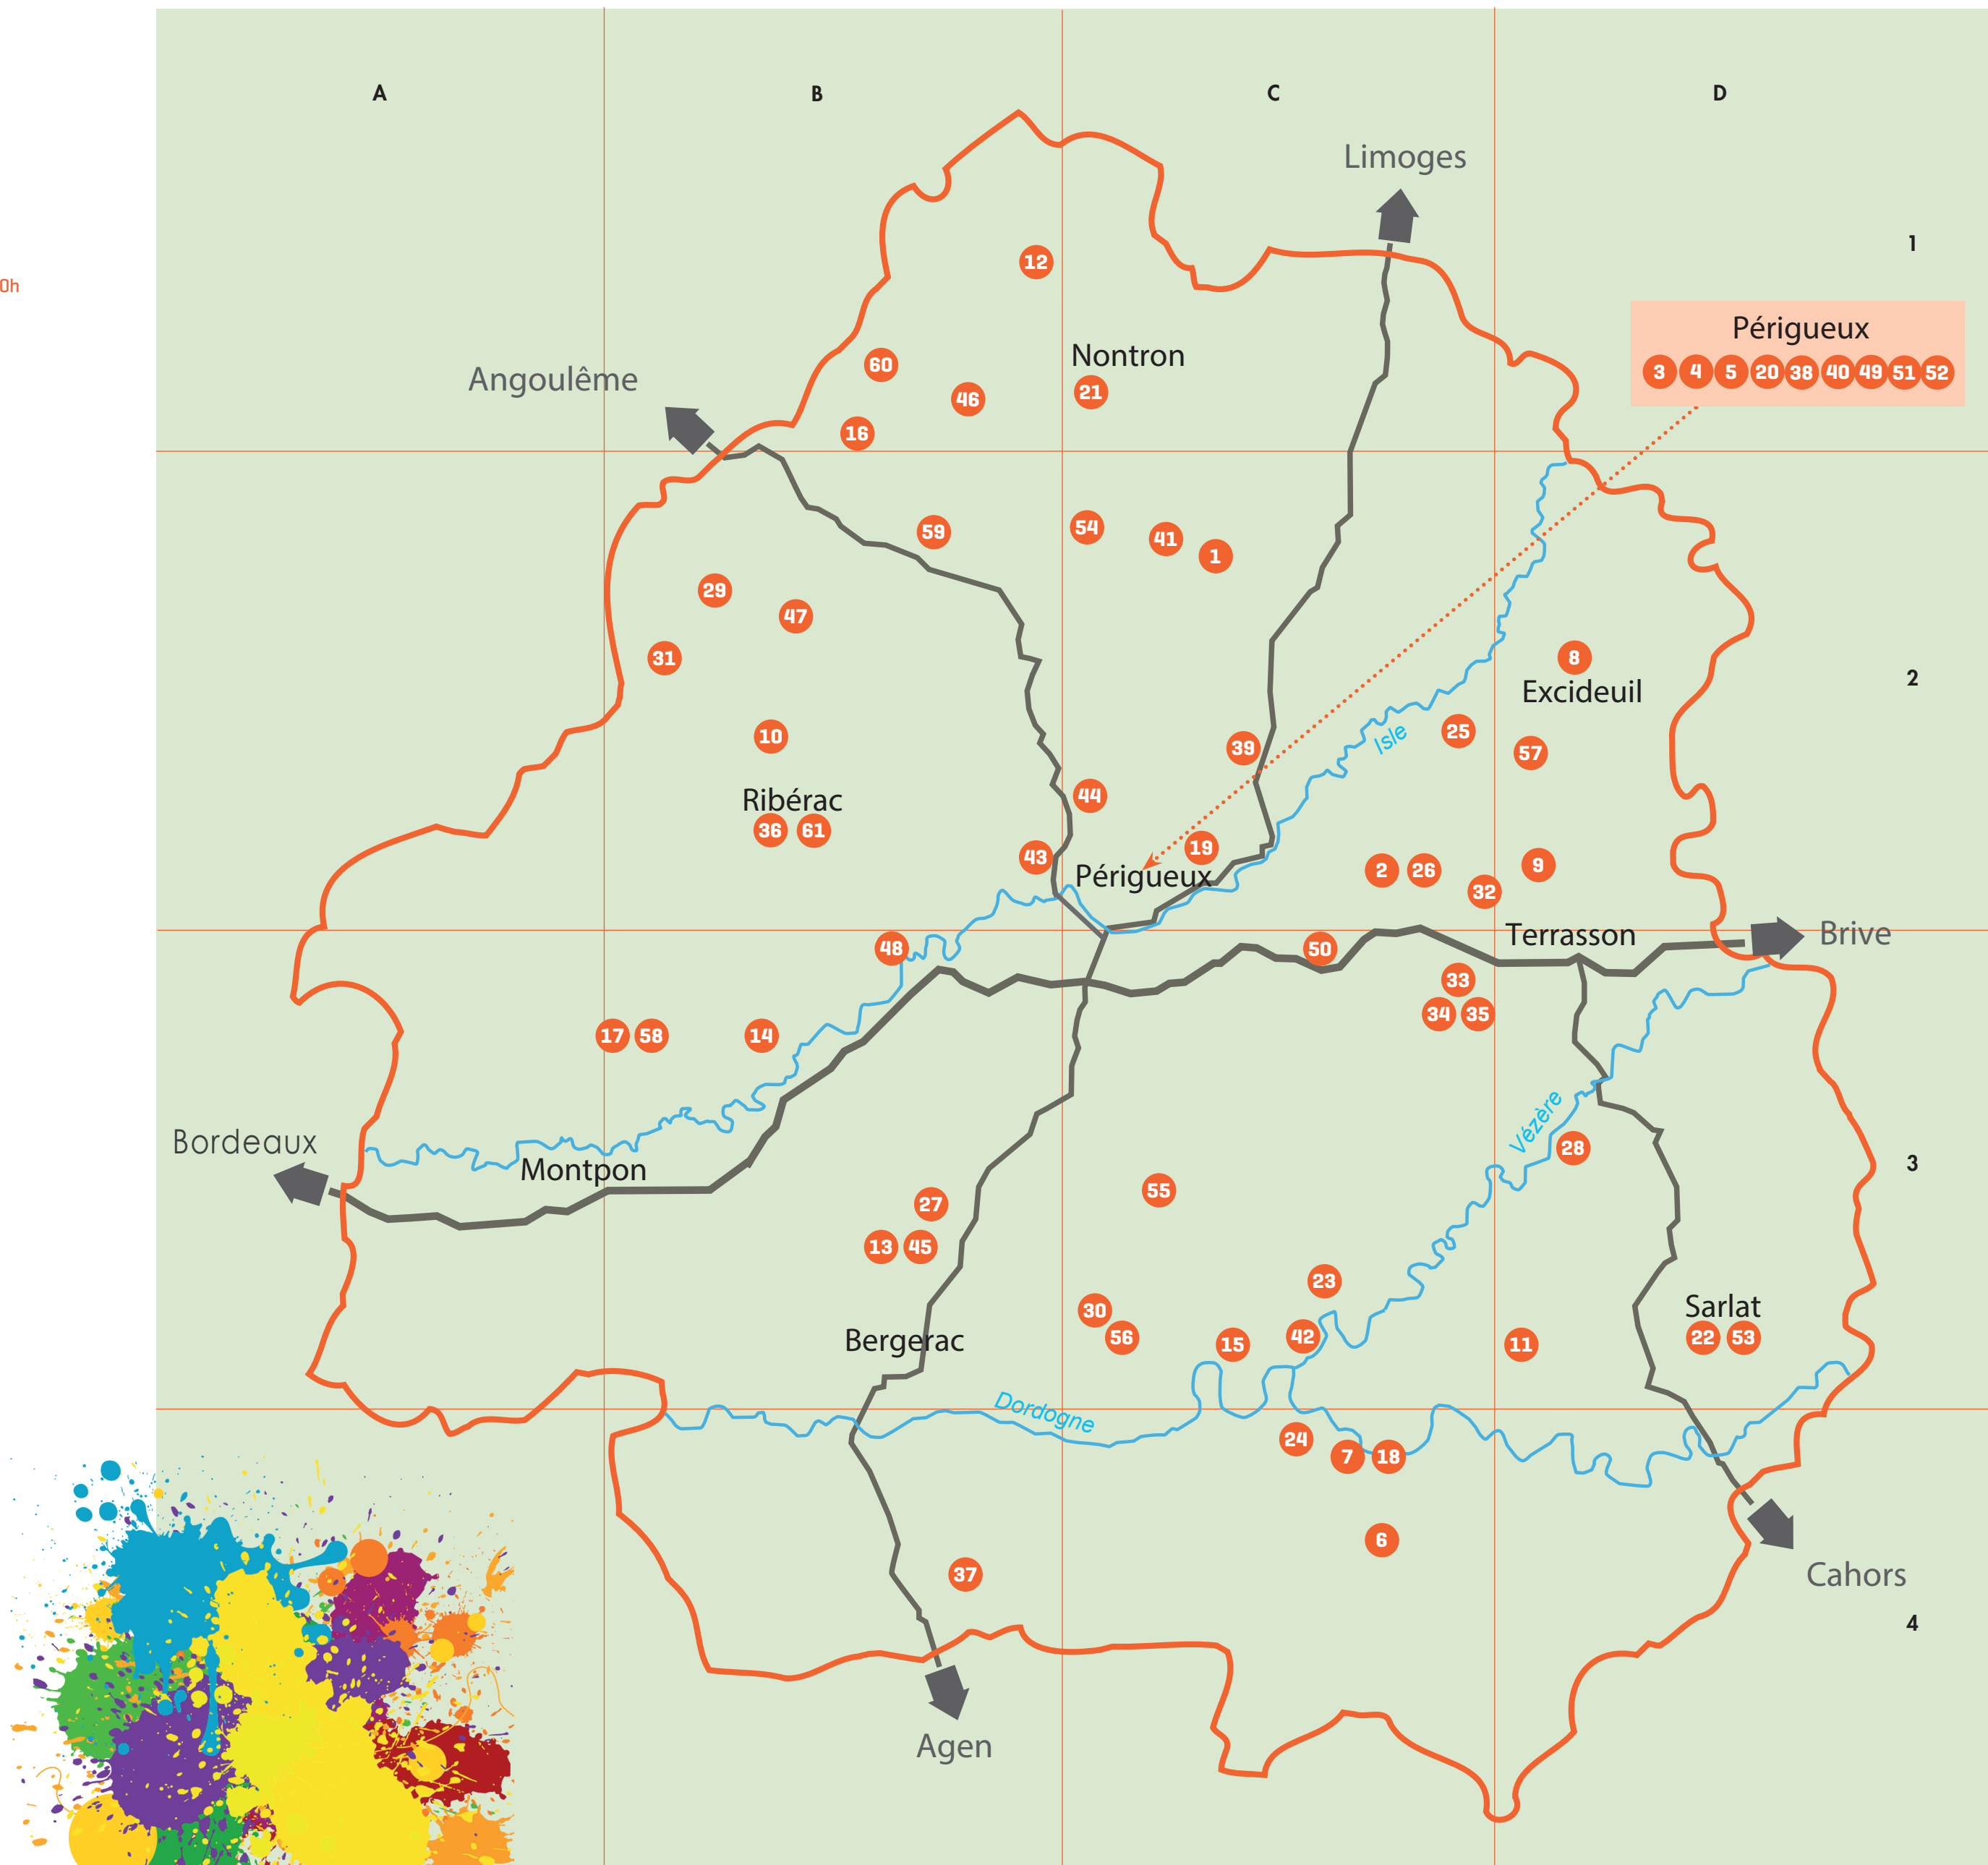 A B C D
Limoges
1
12
0h
Périgueux
3 4 5 20 38 40 49 51 52
Nontron
60
Angoulême
46 21
16
59 54 41 1
29
47
31 8
2
Excideuil
25
10 Isle
39 57
44
Ribérac
36 61
43 19
9
Périgueux 2 26
32
Terrasson Brive
48 50
33
34 35
17 58 14
Vézère
Bordeaux 28
3
Montpon
55
27
13 45
23
30 Sarlat
Bergerac 56 15 42 11 22 53
Dordogne
24
7 18
6
37
Cahors
4
Agen